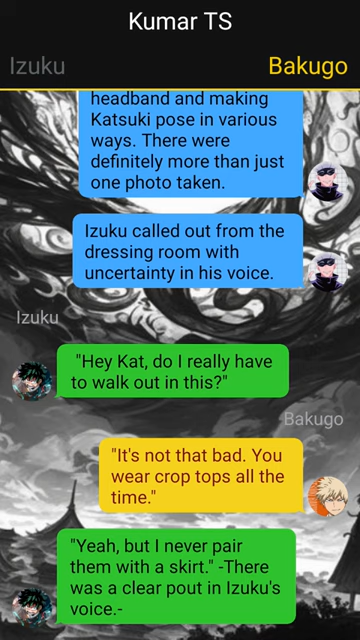 Kumar TS
Izuku
Bakugo
headband and making
Katsuki pose in various
ways. There were
definitely more than just
one photo taken.
Izuku called out from the
dressing room with
uncertainty in his voice.
Izuku
"Hey Kat, do I really have
to walk out in this?"
Bakugo
"It's not that bad. You
wear crop tops all the
time."
"Yeah, but I never pair
them with a skirt." -There
was a clear pout in Izuku's
voice.-